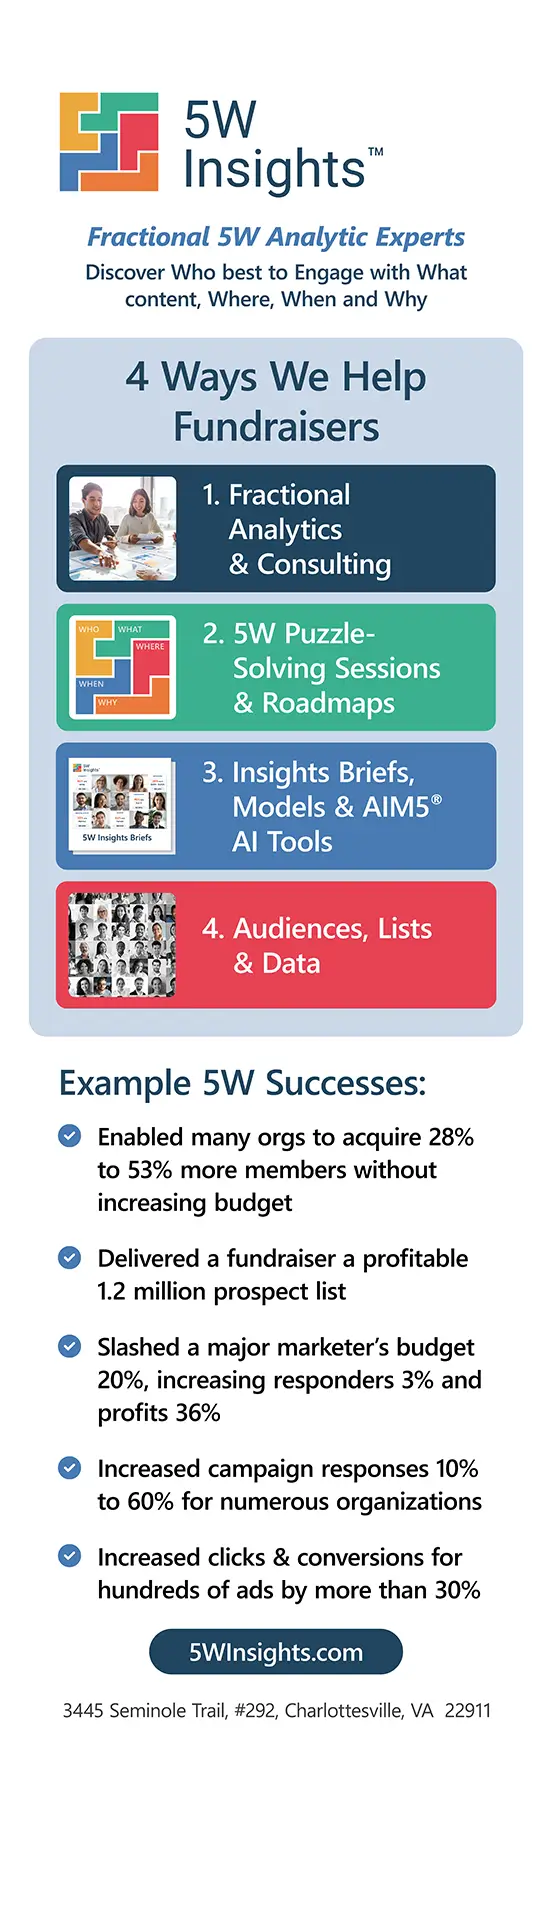 5W
Insights™
Fractional 5W Analytic Experts
Discover Who best to Engage with What
content, Where, When and Why
4 Ways We Help
Fundraisers
1. Fractional
Analytics
& Consulting
WHO
WHAT
WHERE
WHEN
WHY
2. 5W Puzzle-
Solving Sessions
& Roadmaps
5W
Insights
5W Insights Briefs
3. Insights Briefs,
Models & AIM5®
AI Tools
4. Audiences, Lists
& Data
Example 5W Successes:
Enabled many orgs to acquire 28%
to 53% more members without
increasing budget
Delivered a fundraiser a profitable
1.2 million prospect list
Slashed a major marketer’s budget
20%, increasing responders 3% and
profits 36%
Increased campaign responses 10%
to 60% for numerous organizations
Increased clicks & conversions for
hundreds of ads by more than 30%
5WInsights.com
3445 Seminole Trail, #292, Charlottesville, VA 22911